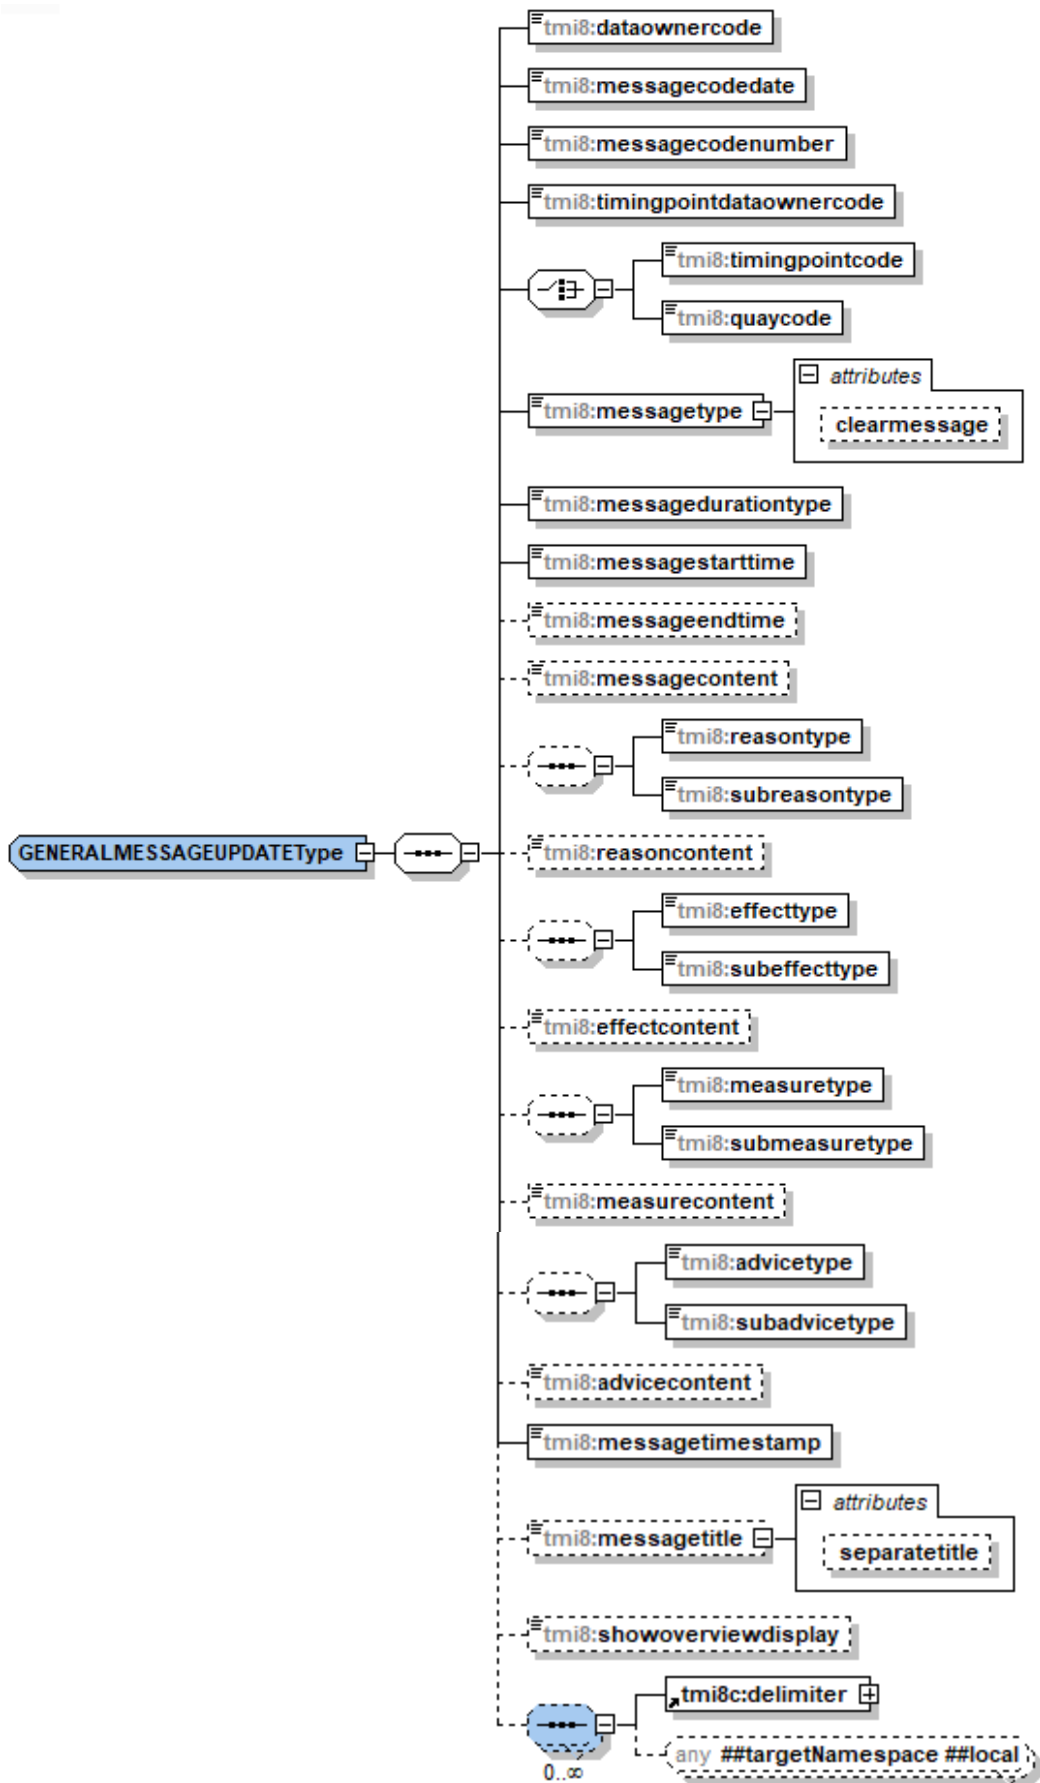 tmi8:dataownercode
tmi8:messagecodedate
tmi8:messagecodenumber
tmi8:timingpointdataownercode
tmi8:timingpointcode
tmi8:quaycode
attributes
tmi8:messagetype
clearmessage
tmi8:messagedurationtype
tmi8:messagestarttime
tmi8:messageendtime
tmi8:messagecontent
tmi8:reasontype
tmi8:subreasontype
GENERALMESSAGEUPDATEType
tmi8:reasoncontent
tmi8:effecttype
tmi8:subeffecttype
tmi8:effectcontent
tmi8:measuretype
tmi8:submeasuretype
tmi8:measurecontent
tmi8:advicetype
tmi8:subadvicetype
tmi8:advicecontent
tmi8:messagetimestamp
attributes
tmi8:messagetitle
separatetitle
tmi8:showoverviewdisplay
tmi8c:delimiter
any ##targetNamespace ##local
0..∞